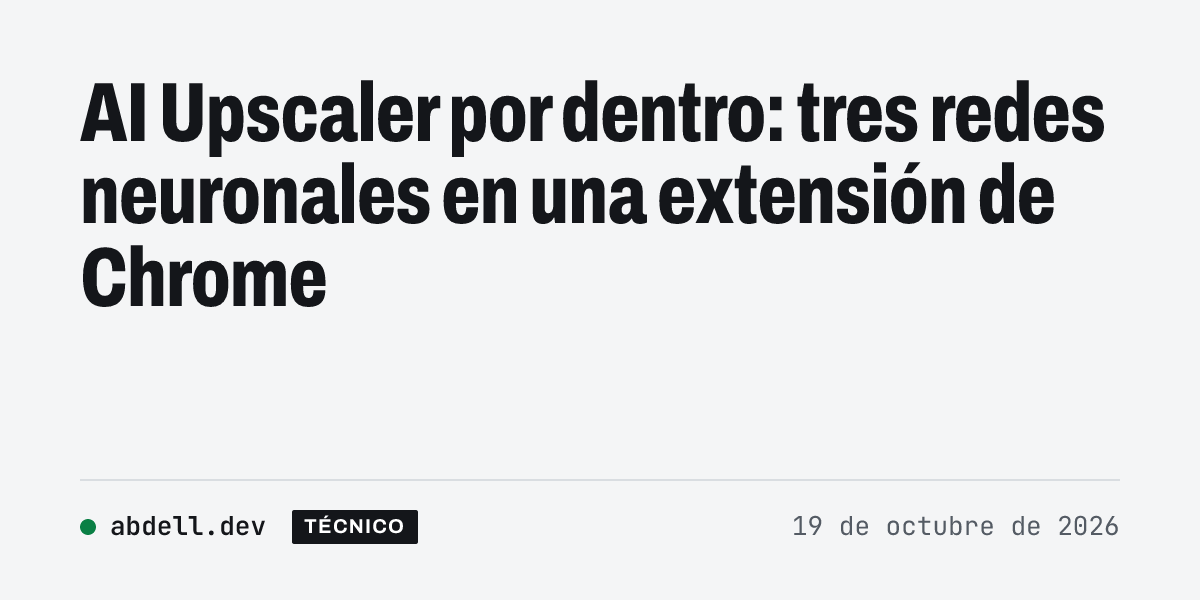 AI Upscaler por dentro: tres redes
neuronales en una extensión de
Chrome
abdell.dev TÉCNICO 19 de octubre de 2026